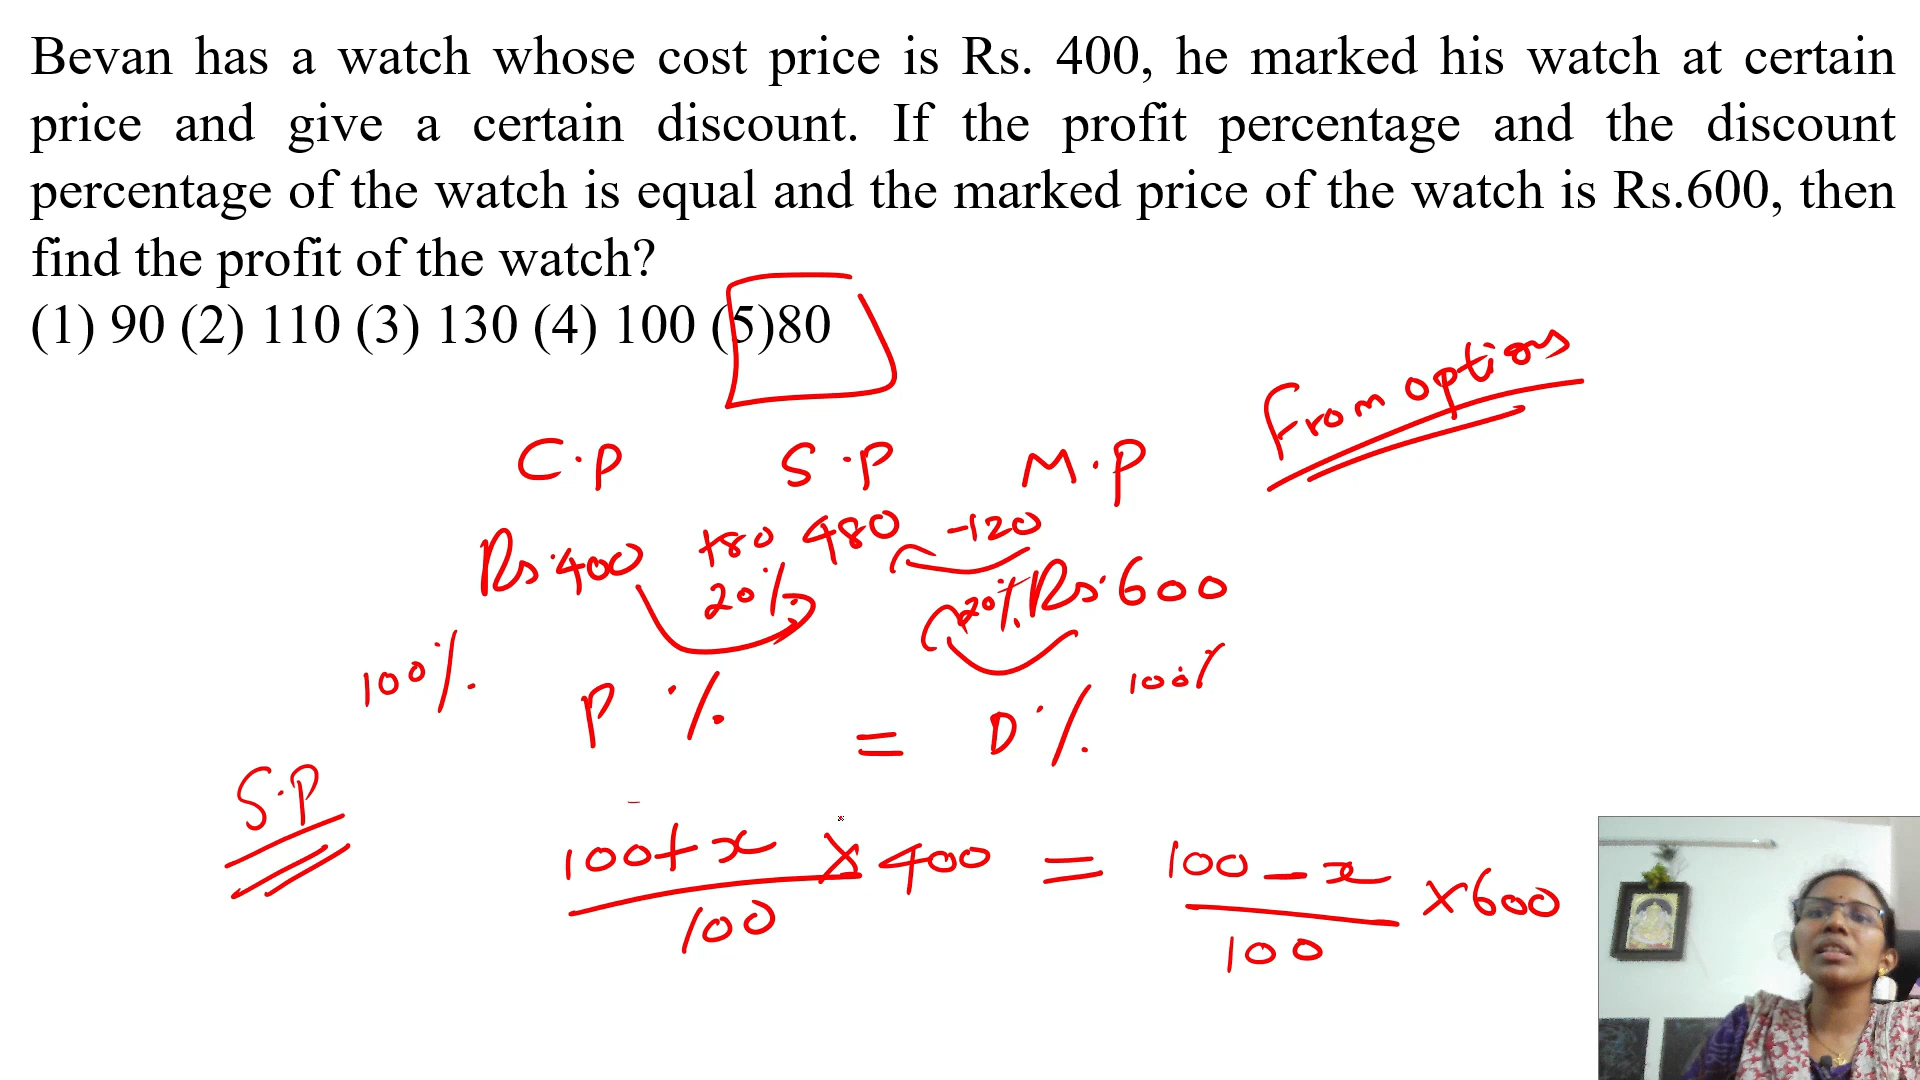 Bevan has a watch whose cost price is Rs. 400, he marked his watch at certain
price and give a certain discount. If the profit percentage and the discount
percentage of the watch is equal and the marked price of the watch is Rs.600, then
find the profit of the watch?
(1) 90 (2) 110 (3) 130 (4) 100 (5)80
From options
C.P S.P M.P
Rs.400 +80 480 -120
20% 20% Rs.600
100% P % = D % 100%
S.P
100+x × 400 = 100-x ×600
100 100